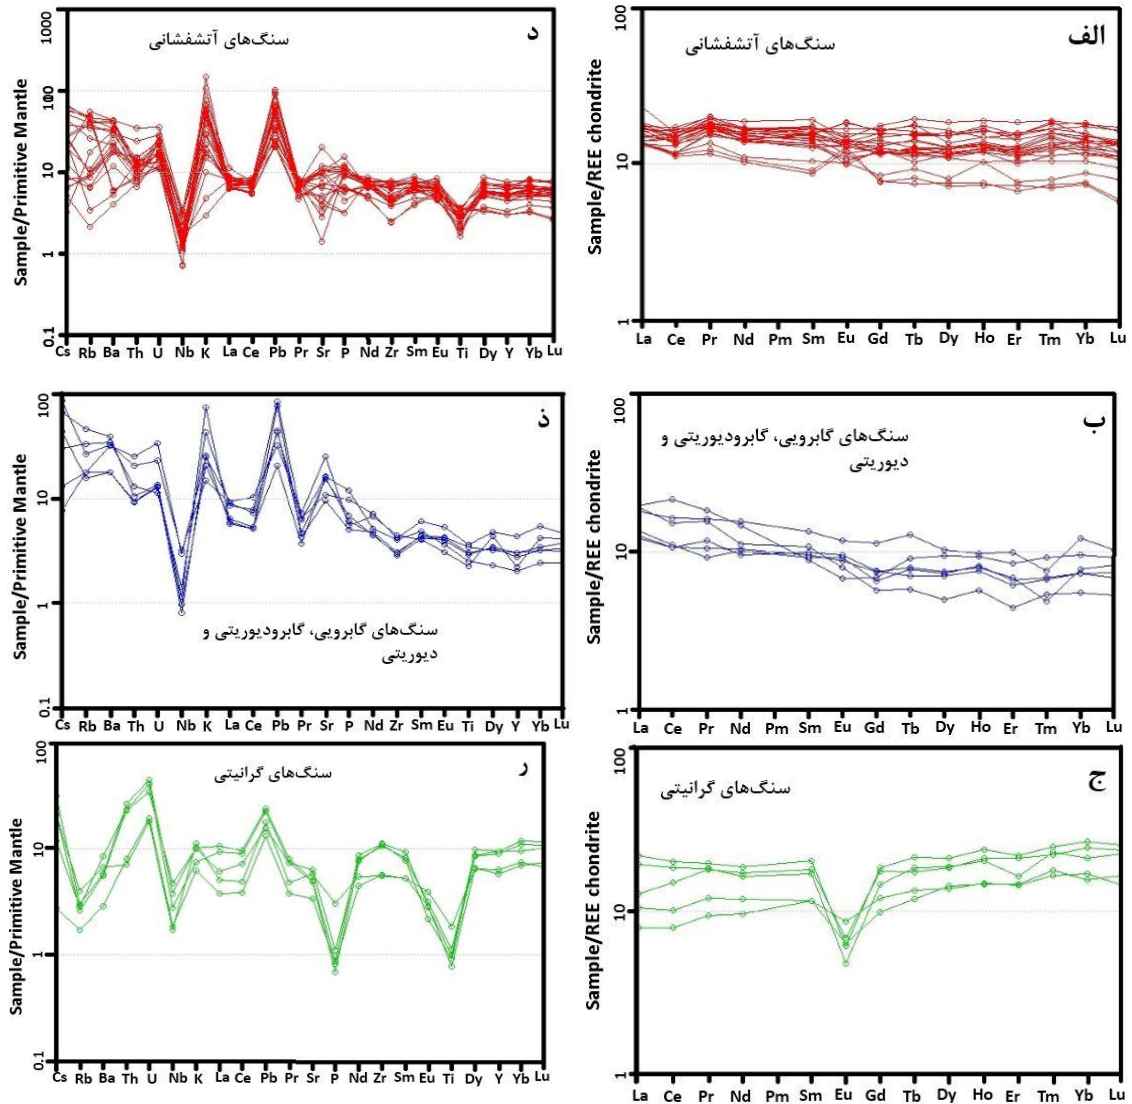 الف
سنگ‌های آتشفشانی
Sample/REE chondrite
100
10
1
La Ce Pr Nd Pm Sm Eu Gd Tb Dy Ho Er Tm Yb Lu
د
سنگ‌های آتشفشانی
Sample/Primitive Mantle
1000
100
10
1
0.1
Cs Rb Ba Th U Nb K La Ce Pb Pr Sr P Nd Zr Sm Eu Ti Dy Y Yb Lu
ب
سنگ‌های گابرویی، گابرودیوریتی و
دیوریتی
Sample/REE chondrite
100
10
1
La Ce Pr Nd Pm Sm Eu Gd Tb Dy Ho Er Tm Yb Lu
ذ
سنگ‌های گابرویی، گابرودیوریتی و
دیوریتی
Sample/Primitive Mantle
100
10
1
0.1
Cs Rb Ba Th U Nb K La Ce Pb Pr Sr P Nd Zr Sm Eu Ti Dy Y Yb Lu
ج
سنگ‌های گرانیتی
Sample/REE chondrite
100
10
1
La Ce Pr Nd Pm Sm Eu Gd Tb Dy Ho Er Tm Yb Lu
ر
سنگ‌های گرانیتی
Sample/Primitive Mantle
100
10
1
0.1
Cs Rb Ba Th U Nb K La Ce Pb Pr Sr P Nd Zr Sm Eu Ti Dy Y Yb Lu